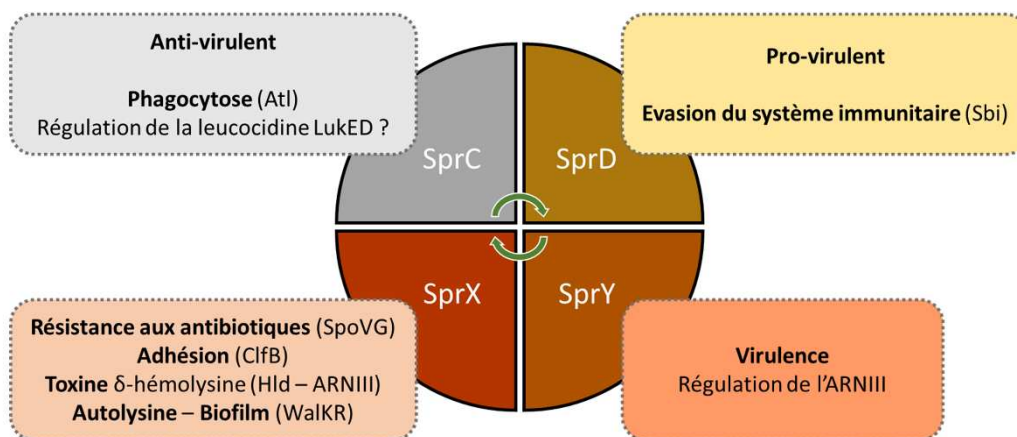 Anti-virulent
Phagocytose (Atl)
Régulation de la leucocidine LukED ?
Pro-virulent
Evasion du système immunitaire (Sbi)
SprC
SprD
SprX
SprY
Résistance aux antibiotiques (SpoVG)
Adhésion (ClfB)
Toxine δ-hémolysine (Hld – ARNIII)
Autolysine – Biofilm (WalKR)
Virulence
Régulation de l'ARNIII